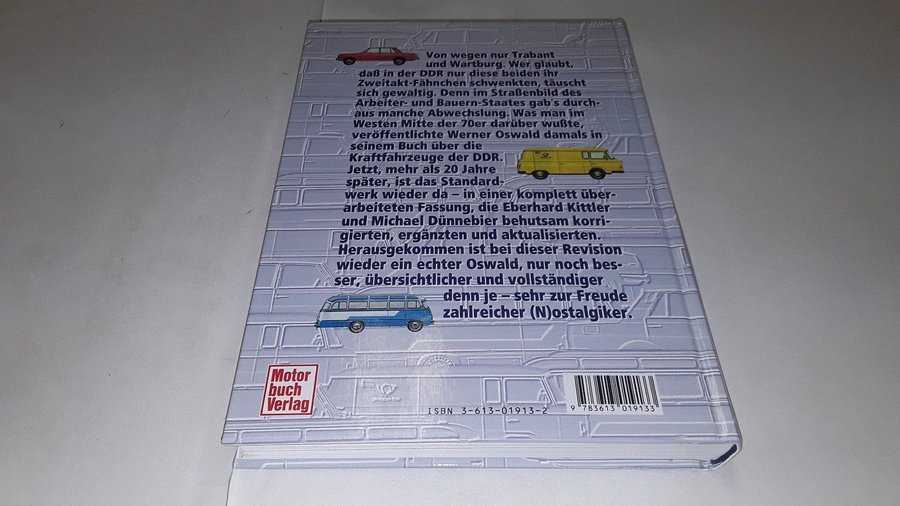 Von wegen nur Trabant
und Wartburg. Wer glaubt,
daß in der DDR nur diese beiden ihr
Zweitakt-Fähnchen schwenkten, täuscht
sich gewaltig. Denn im Straßenbild des
Arbeiter- und Bauern-Staates gab's durch-
aus manche Abwechslung. Was man im
Westen Mitte der 70er darüber wußte,
veröffentlichte Werner Oswald damals in
seinem Buch über die
Kraftfahrzeuge der DDR.
Jetzt, mehr als 20 Jahre
später, ist das Standard-
werk wieder da – in einer komplett über-
arbeiteten Fassung, die Eberhard Kittler
und Michael Dünnebier behutsam korri-
gierten, ergänzten und aktualisierten.
Herausgekommen ist bei dieser Revision
wieder ein echter Oswald, nur noch bes-
ser, übersichtlicher und vollständiger
denn je – sehr zur Freude
zahlreicher (N)ostalgiker.
Motor
buch
Verlag
ISBN 3-613-01913-2
9 783613 019133